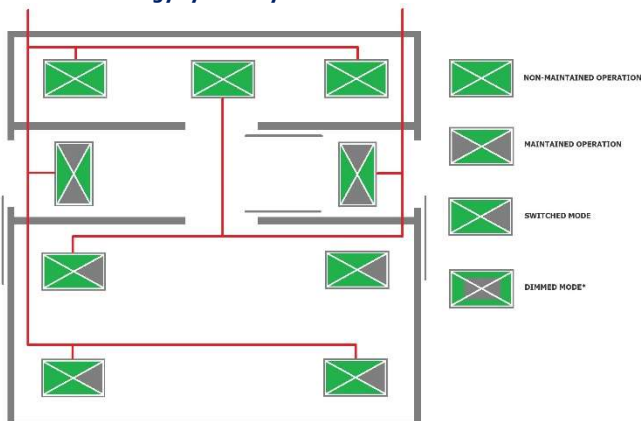 NON-MAINTAINED OPERATION
MAINTAINED OPERATION
SWITCHED MODE
DIMMED MODE*